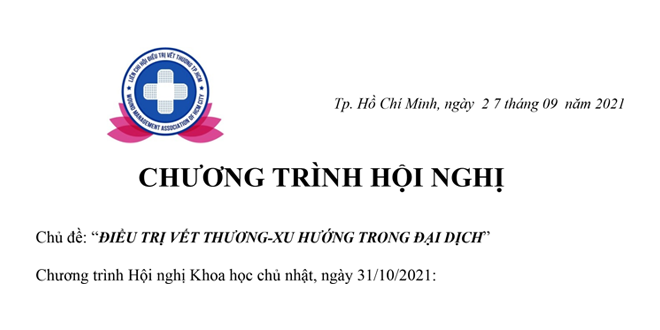 LIÊN CHI HỘI ĐIỀU TRỊ VẾT THƯƠNG TP.HCM
WOUND MANAGEMENT ASSOCIATION OF HCM CITY
Tp. Hồ Chí Minh, ngày 2 7 tháng 09 năm 2021
CHƯƠNG TRÌNH HỘI NGHỊ
Chủ đề: “ĐIỀU TRỊ VẾT THƯƠNG-XU HƯỚNG TRONG ĐẠI DỊCH”
Chương trình Hội nghị Khoa học chủ nhật, ngày 31/10/2021: